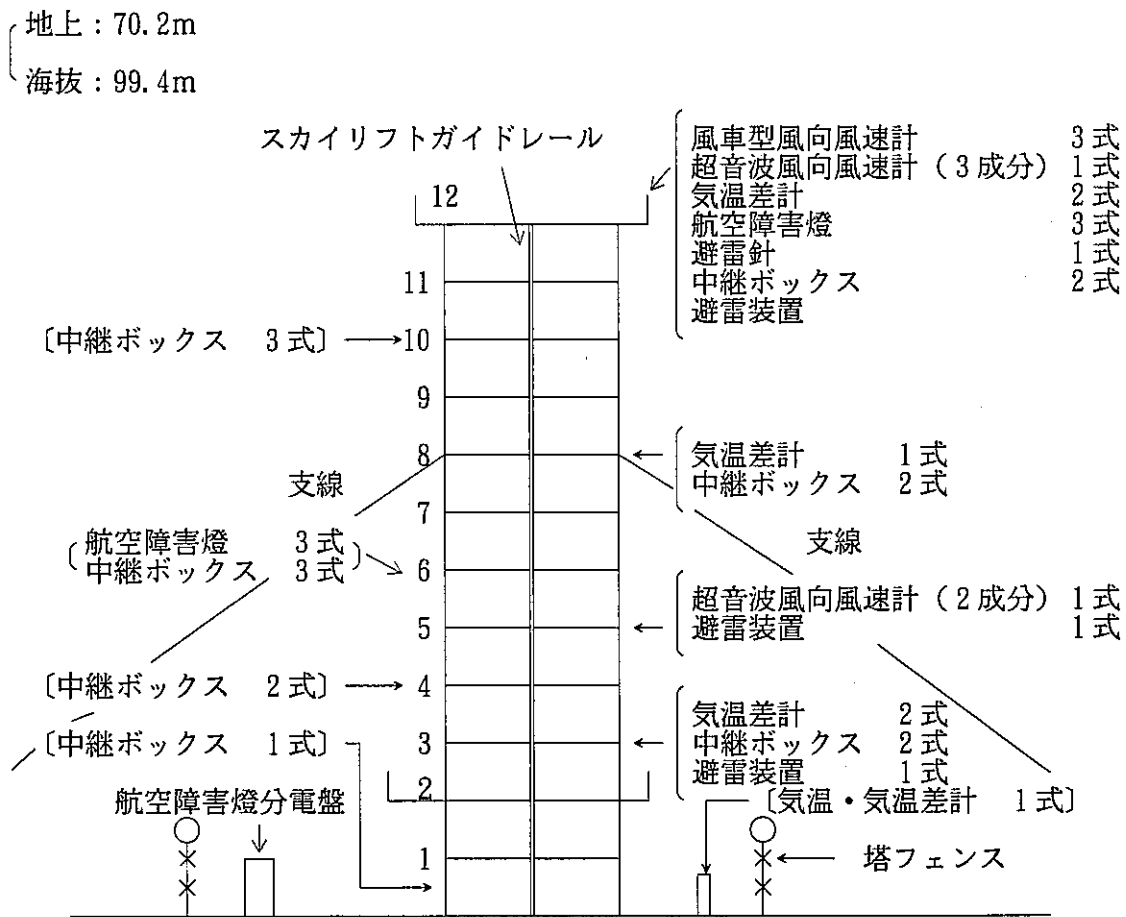 地上：70.2m
海抜：99.4m
スカイリフトガイドレール
風車型風向風速計 3式
超音波風向風速計（3成分） 1式
気温差計 2式
航空障害燈 3式
避雷針 1式
中継ボックス 2式
避雷装置
12
11
〔中継ボックス 3式〕
10
9
8
気温差計 1式
中継ボックス 2式
支線
7
支線
航空障害燈 3式
中継ボックス 3式
6
超音波風向風速計（2成分） 1式
避雷装置 1式
5
〔中継ボックス 2式〕
4
気温差計 2式
中継ボックス 2式
避雷装置 1式
〔中継ボックス 1式〕
3
2
航空障害燈分電盤
〔気温・気温差計 1式〕
1
塔フェンス